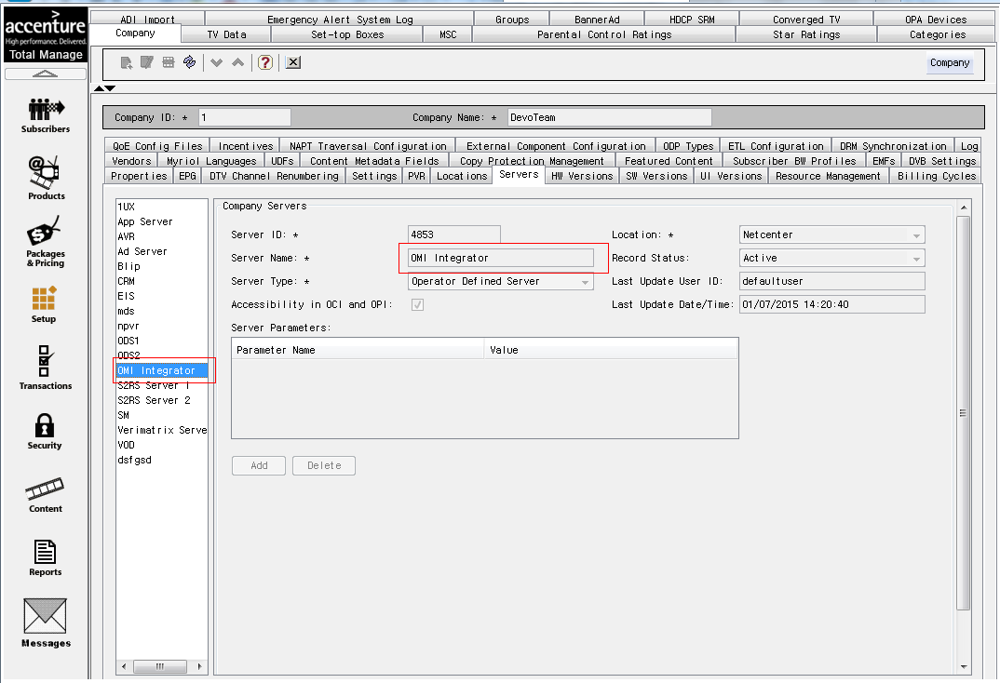 accenture
High performance. Delivered.
Total Manage
Subscribers
Products
Packages
& Pricing
Setup
Transactions
Security
Content
Reports
Messages
ADI Import Emergency Alert System Log Groups BannerAd HDCP SRM Converged TV OPA Devices
Company TV Data Set-top Boxes MSC Parental Control Ratings Star Ratings Categories
Company
Company ID: * 1 Company Name: * DevoTeam
QoE Config Files Incentives NAPT Traversal Configuration External Component Configuration ODP Types ETL Configuration DRM Synchronization Log
Vendors Myriol Languages UDFs Content Metadata Fields Copy Protection Management Featured Content Subscriber BW Profiles EMFs DVB Settings
Properties EPG DTV Channel Renumbering Settings PVR Locations Servers HW Versions SW Versions UI Versions Resource Management Billing Cycles
1UX
App Server
AVR
Ad Server
Blip
CRM
EIS
mds
npvr
ODS1
ODS2
OMI Integrator
S2RS Server 1
S2RS Server 2
SM
Verimatrix Serve
VOD
dsfgsd
Company Servers
Server ID: * 4853 Location: * Netcenter
Server Name: * OMI Integrator Record Status: Active
Server Type: * Operator Defined Server Last Update User ID: defaultuser
Accessibility in OCI and OPI: Last Update Date/Time: 01/07/2015 14:20:40
Server Parameters:
Parameter Name Value
Add Delete